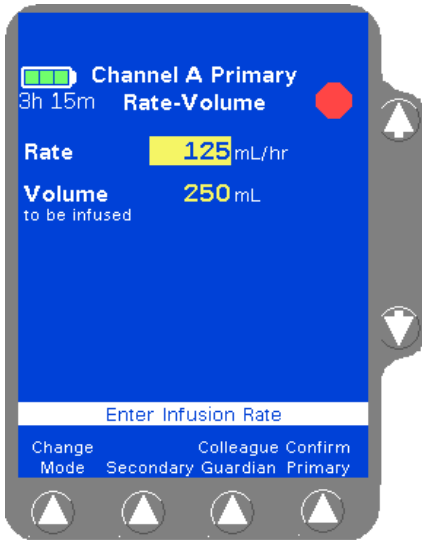 Channel A Primary
3h 15m Rate-Volume
Rate 125 mL/hr
Volume 250 mL
to be infused
Enter Infusion Rate
Change Colleague Confirm
Mode Secondary Guardian Primary